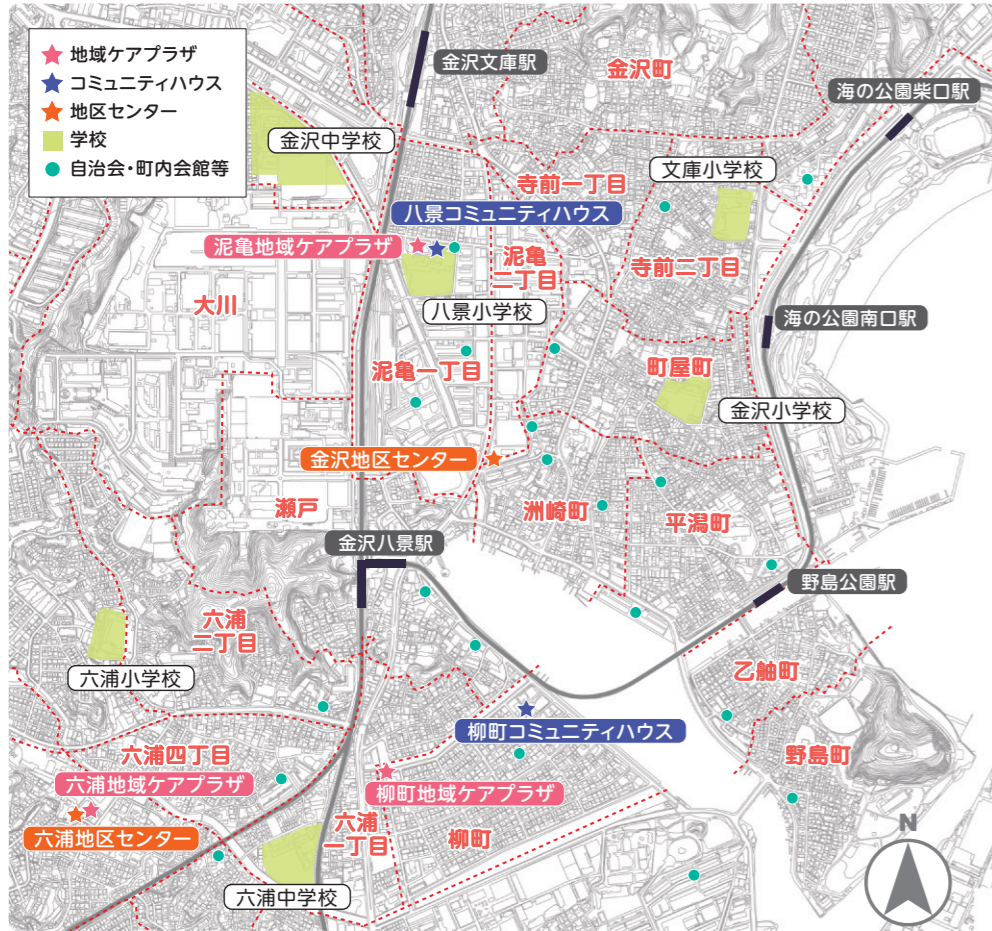 地域ケアプラザ
コミュニティハウス
地区センター
学校
自治会・町内会館等
金沢文庫駅
金沢町
海の公園柴口駅
金沢中学校
文庫小学校
寺前一丁目
八景コミュニティハウス
泥亀地域ケアプラザ
泥亀
二丁目
寺前二丁目
大川
八景小学校
海の公園南口駅
泥亀一丁目
町屋町
金沢小学校
金沢地区センター
瀬戸
洲崎町
平潟町
金沢八景駅
野島公園駅
六浦
二丁目
六浦小学校
乙舳町
柳町コミュニティハウス
六浦四丁目
野島町
六浦地域ケアプラザ
柳町地域ケアプラザ
六浦地区センター
六浦
一丁目
柳町
六浦中学校
N